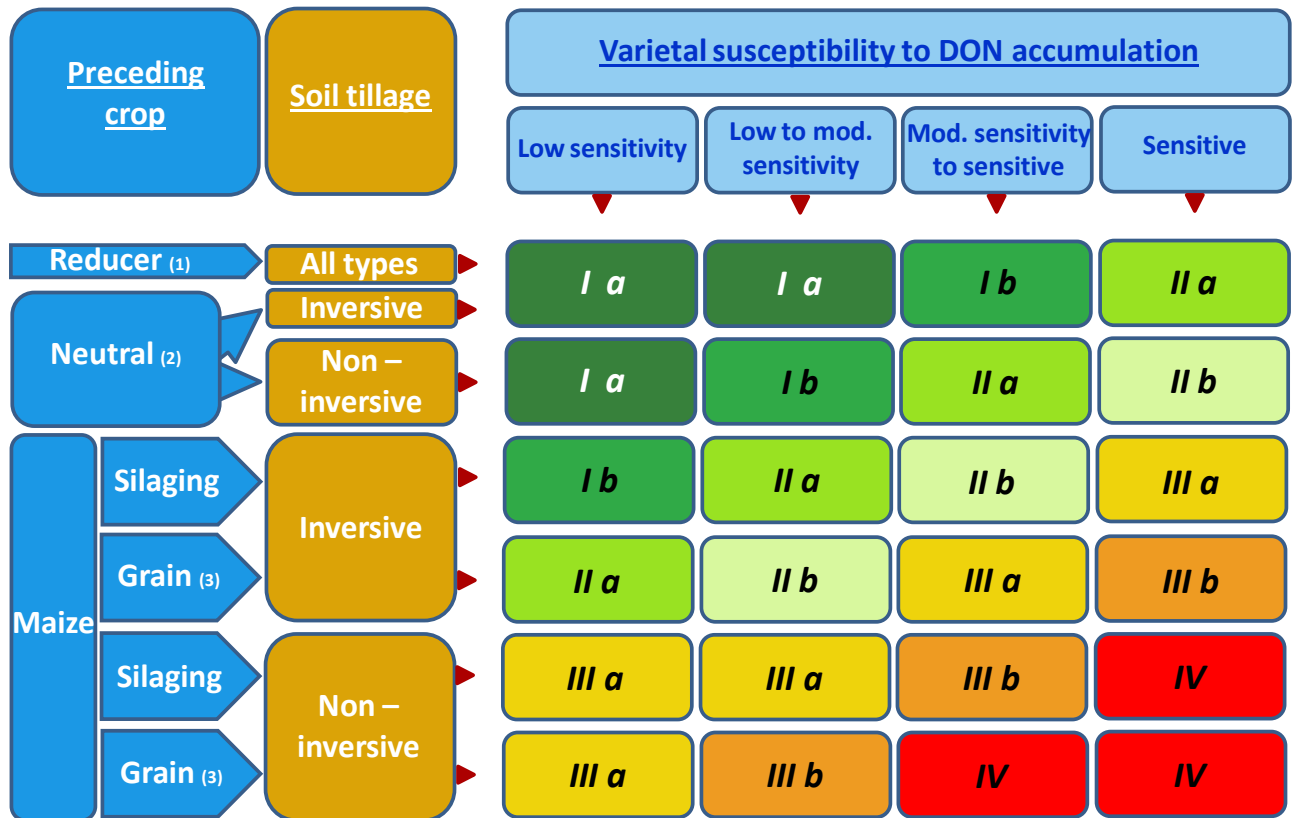 Preceding
crop
Soil tillage
Varietal susceptibility to DON accumulation
Low sensitivity
Low to mod.
sensitivity
Mod. sensitivity
to sensitive
Sensitive
Reducer (1)
All types
I a
I a
I b
II a
Neutral (2)
Inversive
Non –
inversive
I a
I b
II a
II b
Maize
Silaging
Inversive
I b
II a
II b
III a
Grain (3)
II a
II b
III a
III b
Silaging
Non –
inversive
III a
III a
III b
IV
Grain (3)
III a
III b
IV
IV